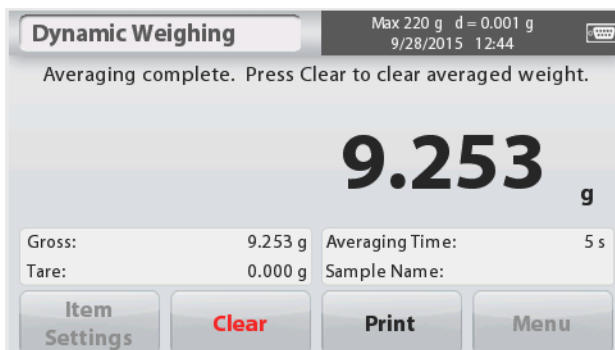 Dynamic Weighing
Max 220 g d = 0.001 g
9/28/2015 12:44
Averaging complete. Press Clear to clear averaged weight.
9.253 g
Gross: 9.253 g
Tare: 0.000 g
Averaging Time: 5 s
Sample Name:
Item
Settings
Clear
Print
Menu